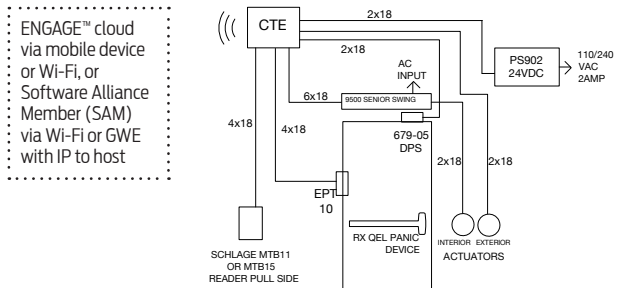 ENGAGE™ cloud
via mobile device
or Wi-Fi, or
Software Alliance
Member (SAM)
via Wi-Fi or GWE
with IP to host
CTE
2x18
2x18
AC
INPUT
PS902
24VDC
110/240
VAC
2AMP
6x18
9500 SENIOR SWING
4x18
4x18
679-05
DPS
2x18
2x18
EPT
10
RX QEL PANIC
DEVICE
INTERIOR
EXTERIOR
ACTUATORS
SCHLAGE MTB11
OR MTB15
READER PULL SIDE